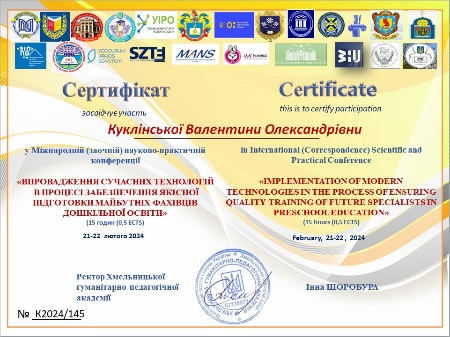 УІРО
SZTE
MANS
Сертифікат
Certificate
засвідчує участь
this is to certify participation
Куклінської Валентини Олександрівни
у Міжнародній (заочній) науково-практичній
конференції
in International (Correspondence) Scientific and
Practical Conference
«ВПРОВАДЖЕННЯ СУЧАСНИХ ТЕХНОЛОГІЙ
В ПРОЦЕСІ ЗАБЕЗПЕЧЕННЯ ЯКІСНОЇ
ПІДГОТОВКИ МАЙБУТНІХ ФАХІВЦІВ
ДОШКІЛЬНОЇ ОСВІТИ»
«IMPLEMENTATION OF MODERN
TECHNOLOGIES IN THE PROCESS OF ENSURING
QUALITY TRAINING OF FUTURE SPECIALISTS IN
PRESCHOOL EDUCATION»
(15 годин (0,5 ECTS)
(15 hours (0,5 ECTS)
21-22 лютого 2024
February, 21-22 , 2024
Ректор Хмельницької
гуманітарно-педагогічної
академії
Інна ШОРОБУРА
№ K2024/145